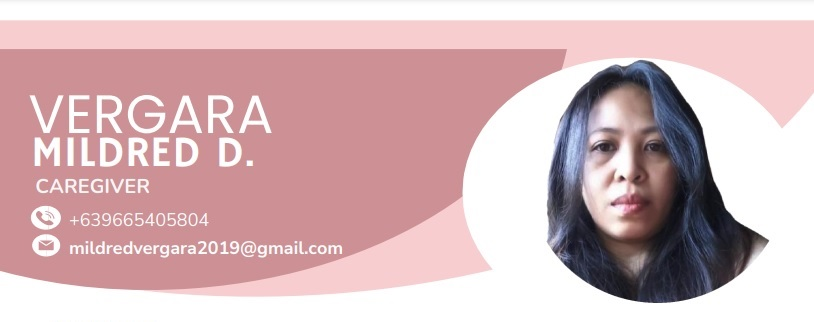 VERGARA
MILDRED D.
CAREGIVER
+639665405804
mildredvergara2019@gmail.com